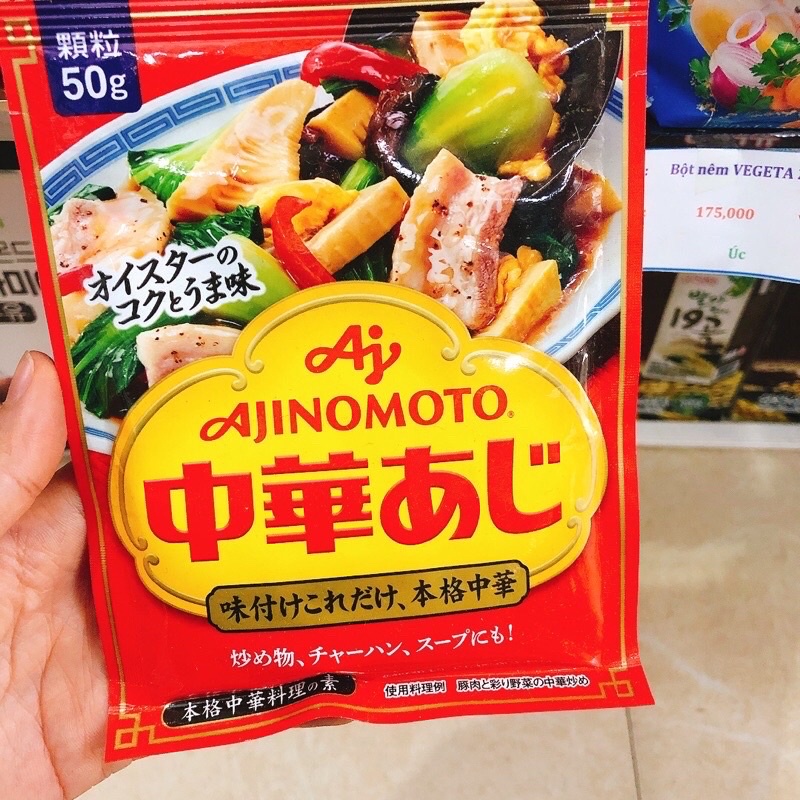 顆粒
50g
オイスターの
コクとうま味
Aj
AJINOMOTO®
中華あじ
味付けこれだけ、本格中華
炒め物、チャーハン、スープにも!
本格中華料理の素
使用料理例 豚肉と彩り野菜の中華炒め
Bột nêm VEGETA
175,000
Úc
19곡